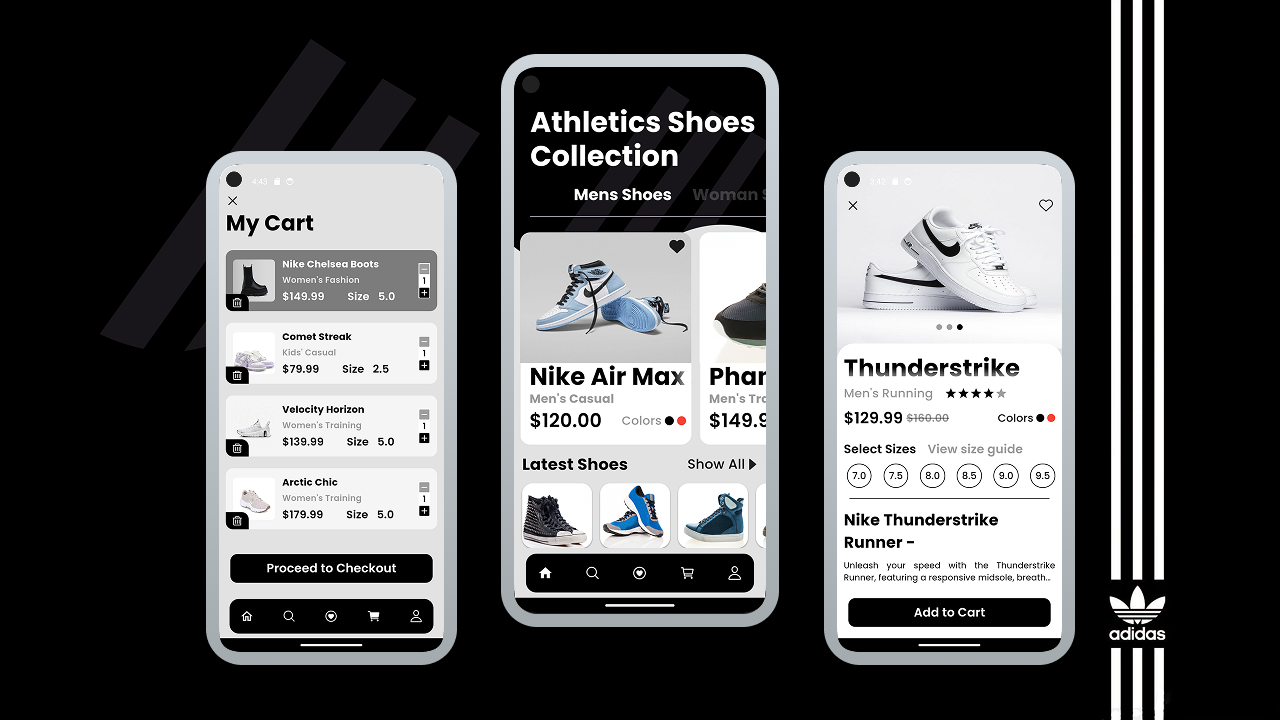 4:43
My Cart
Nike Chelsea Boots
Women's Fashion
$149.99 Size 5.0
1
Comet Streak
Kids' Casual
$79.99 Size 2.5
1
Velocity Horizon
Women's Training
$139.99 Size 5.0
1
Arctic Chic
Women's Training
$179.99 Size 5.0
1
Proceed to Checkout
Athletics Shoes
Collection
Mens Shoes Woman S
Nike Air Max
Men's Casual
$120.00 Colors
Phar
Men's Tra
$149.9
Latest Shoes Show All
Thunderstrike
Men's Running
$129.99 $160.00 Colors
Select Sizes View size guide
7.0 7.5 8.0 8.5 9.0 9.5
Nike Thunderstrike
Runner -
Unleash your speed with the Thunderstrike
Runner, featuring a responsive midsole, breath...
Add to Cart
adidas